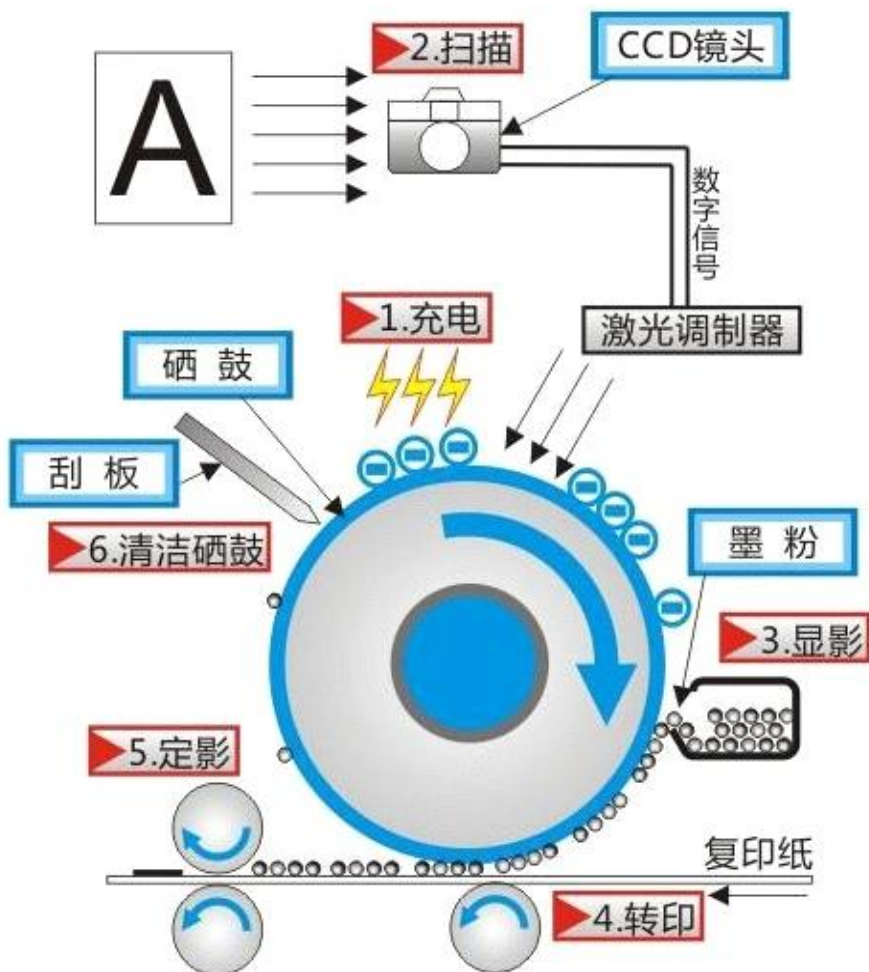 2.扫描
CCD镜头
A
数字信号
1.充电
激光调制器
硒 鼓
刮 板
6.清洁硒鼓
墨 粉
3.显影
5.定影
复印纸
4.转印